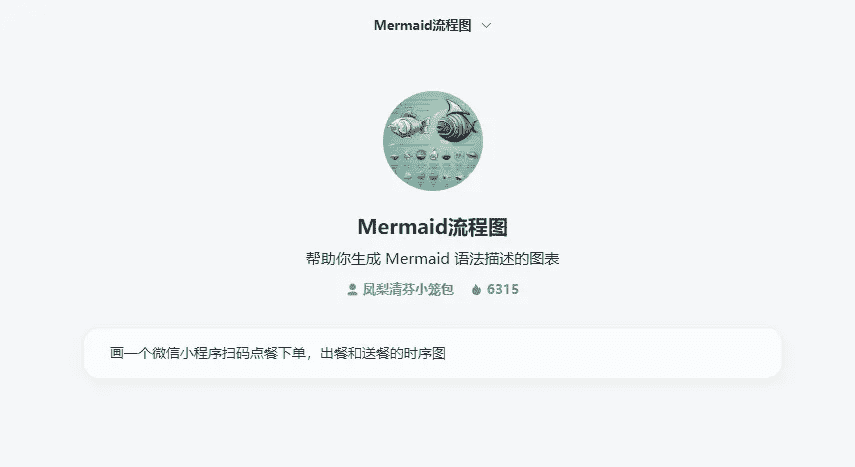 Mermaid流程图
Mermaid流程图
帮助你生成 Mermaid 语法描述的图表
凤梨清芬小笼包 6315
画一个微信小程序扫码点餐下单，出餐和送餐的时序图